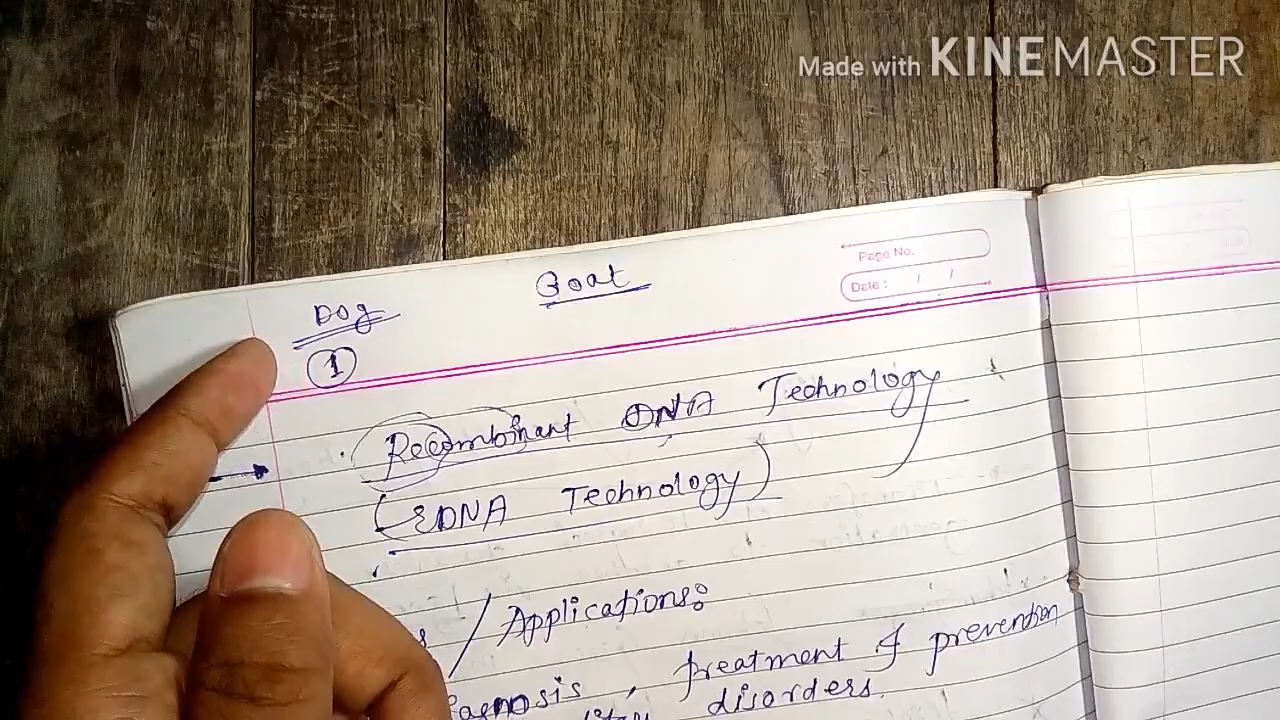 Made with KINEMASTER
Goat
Page No.
Dog
Date : / /
1
Recombinant DNA Technology
(rDNA Technology)
/ Applications:
treatment & prevention
disorders.